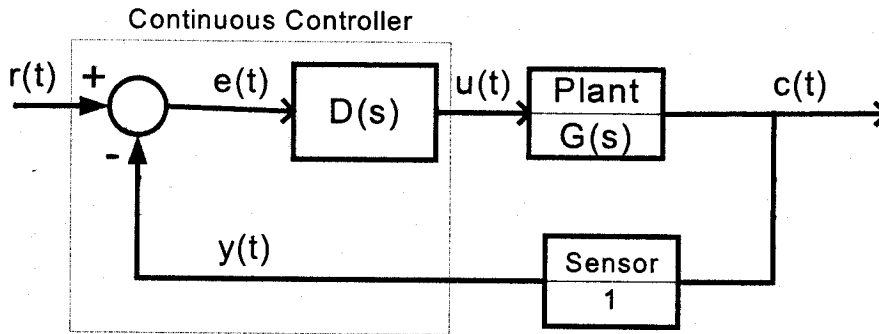 Continuous Controller
r(t)
+
e(t)
D(s)
u(t)
Plant
G(s)
c(t)
-
y(t)
Sensor
1